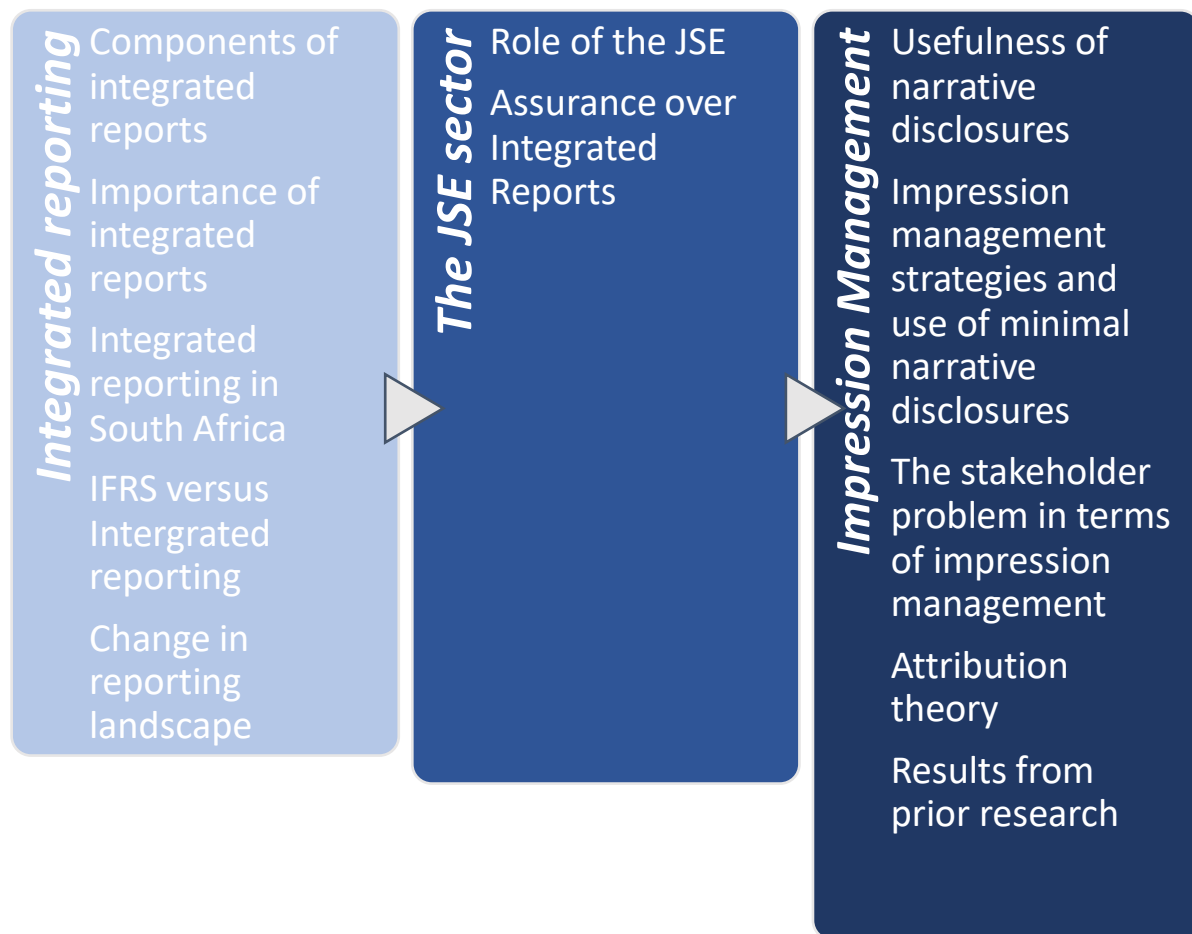 Integrated reporting
Components of
integrated
reports
Importance of
integrated
reports
Integrated
reporting in
South Africa
IFRS versus
Intergrated
reporting
Change in
reporting
landscape
The JSE sector
Role of the JSE
Assurance over
Integrated
Reports
Impression Management
Usefulness of
narrative
disclosures
Impression
management
strategies and
use of minimal
narrative
disclosures
The stakeholder
problem in terms
of impression
management
Attribution
theory
Results from
prior research